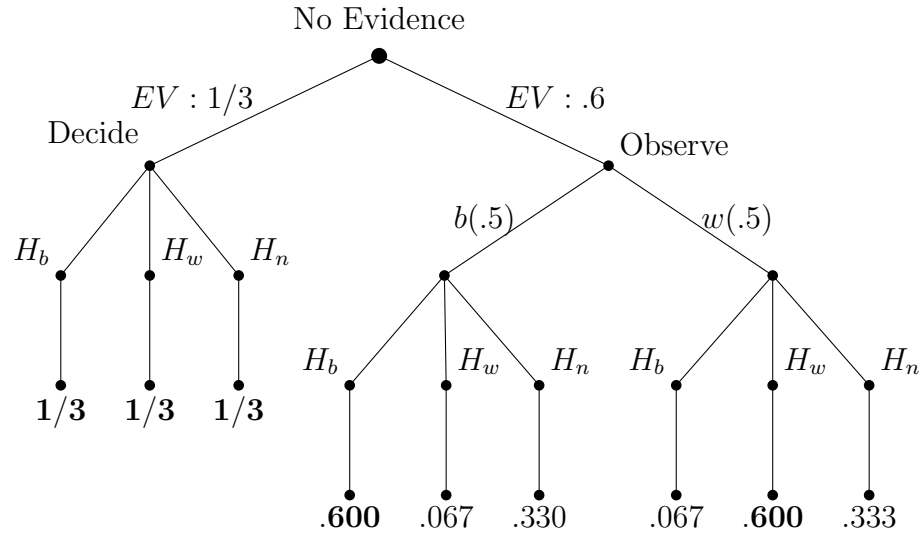 No Evidence
EV : 1/3
EV : .6
Decide
Observe
b(.5)
w(.5)
H_b
H_w
H_n
H_b
H_w
H_n
H_b
H_w
H_n
1/3
1/3
1/3
.600
.067
.330
.067
.600
.333